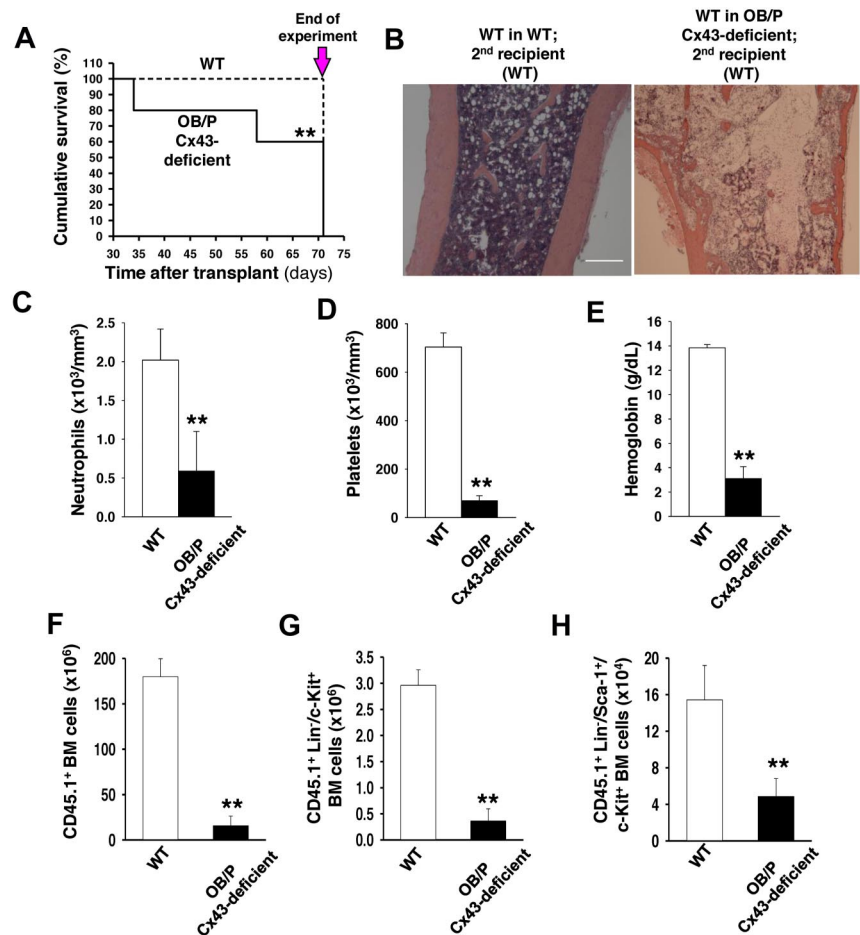 A
End of
experiment
WT
110
100
90
80
70
60
50
40
30
20
10
0
OB/P
Cx43-
deficient
**
30 35 40 45 50 55 60 65 70 75
Cumulative survival (%)
Time after transplant (days)
B
WT in WT;
2nd recipient
(WT)
WT in OB/P
Cx43-deficient;
2nd recipient
(WT)
C
Neutrophils (x10³/mm³)
2.5
2.0
1.5
1.0
0.5
0.0
**
WT
OB/P
Cx43-deficient
D
Platelets (x10³/mm³)
800
600
400
200
0
**
WT
OB/P
Cx43-deficient
E
Hemoglobin (g/dL)
16
14
12
10
8
6
4
2
0
**
WT
OB/P
Cx43-deficient
F
CD45.1⁺ BM cells (x10⁶)
200
150
100
50
0
**
WT
OB/P
Cx43-deficient
G
CD45.1⁺ Lin⁻/c-Kit⁺
BM cells (x10⁶)
3.5
3.0
2.5
2.0
1.5
1.0
0.5
0.0
**
WT
OB/P
Cx43-deficient
H
CD45.1⁺ Lin⁻/Sca-1⁺/
c-Kit⁺ BM cells (x10⁴)
20
16
12
8
4
0
**
WT
OB/P
Cx43-deficient